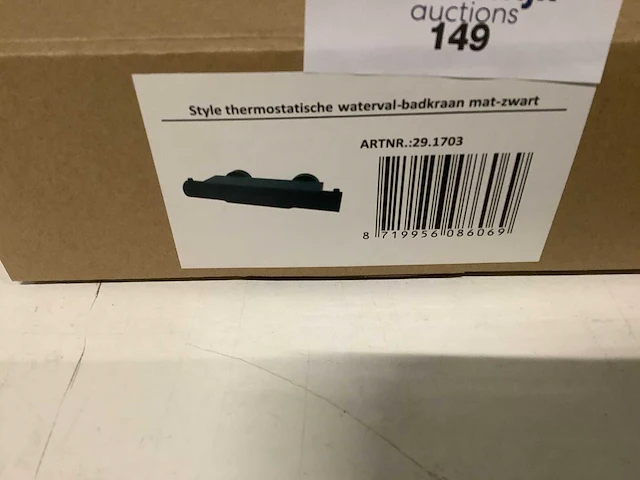 auctions
149
Style thermostatische waterval-badkraan mat-zwart
ARTNR.:29.1703
8 719956 086069